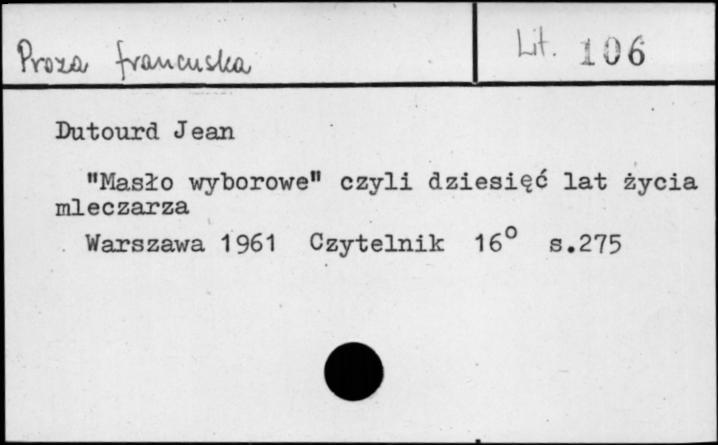 Proza francuska
Lit. 106
Dutourd Jean
"Masło wyborowe" czyli dziesięć lat życia
mleczarza
Warszawa 1961 Czytelnik 16° s.275